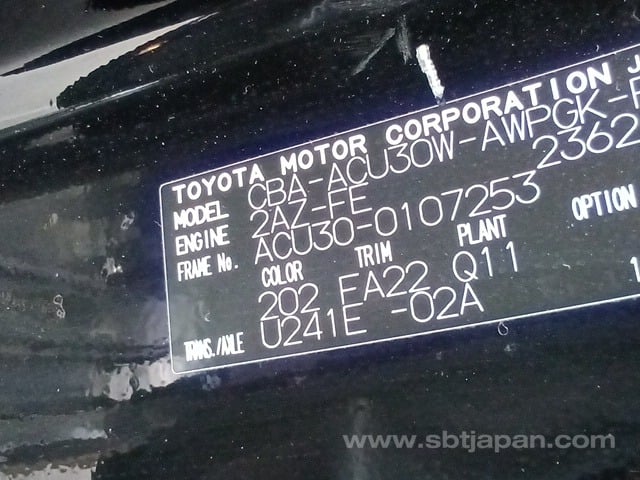 TOYOTA MOTOR CORPORATION J
MODEL CBA-ACU30W-AWPGK-
ENGINE 2AZ-FE 2362
FRAME No. ACU30-0107253
COLOR TRIM PLANT OPTION
202 FA22 Q11 1
TRANS./AXLE U241E -02A
www.sbtjapan.com